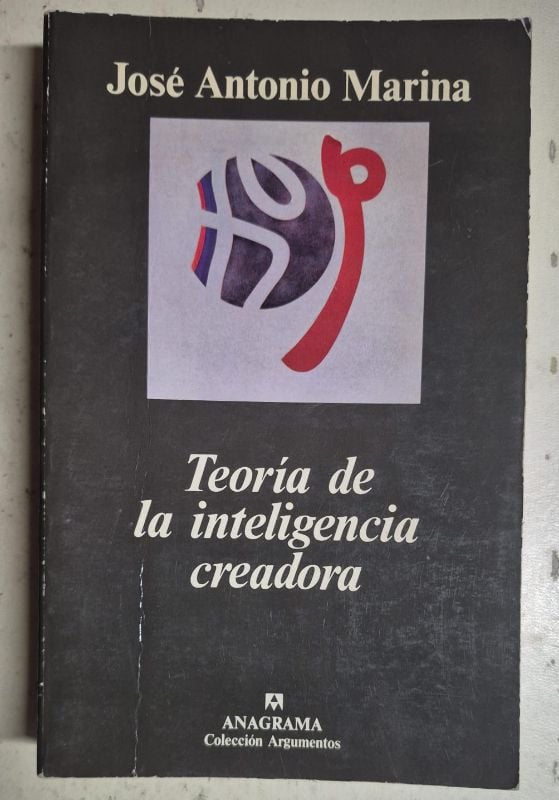 José Antonio Marina
Teoría de
la inteligencia
creadora
ANAGRAMA
Colección Argumentos